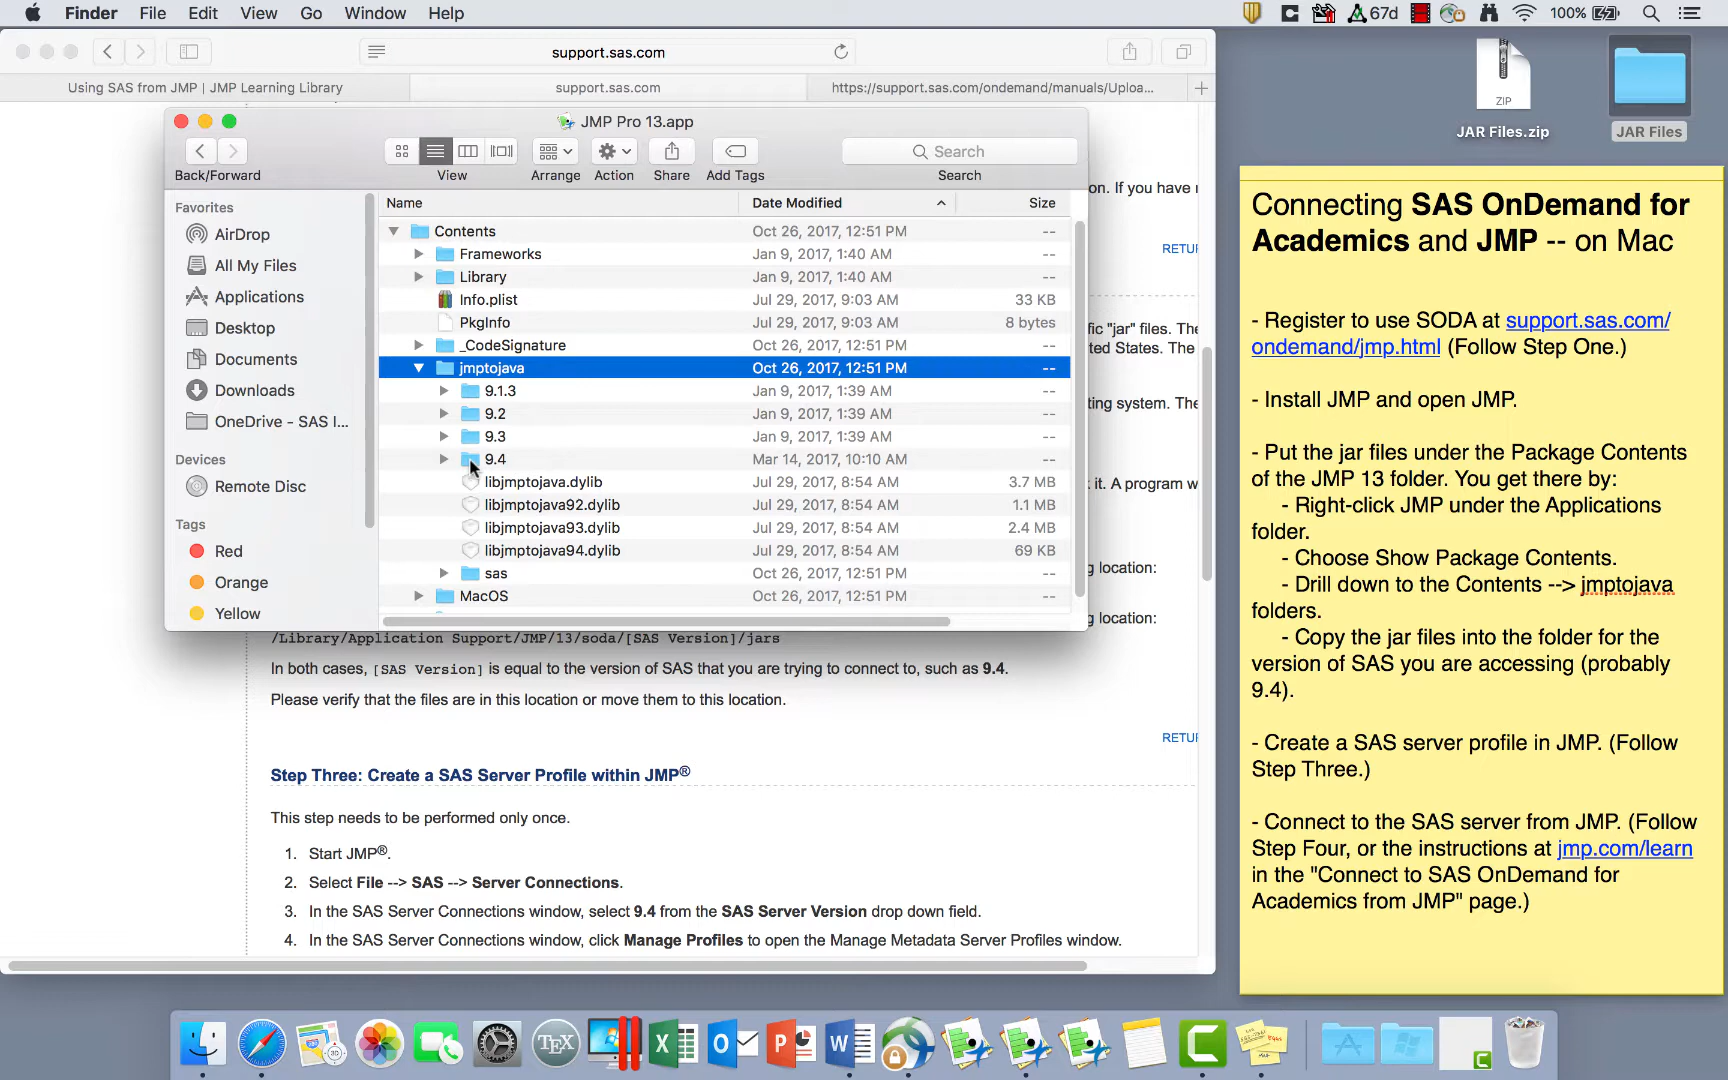 Finder File Edit View Go Window Help
67d 100%
support.sas.com
Using SAS from JMP | JMP Learning Library
support.sas.com
https://support.sas.com/ondemand/manuals/Uploa...
ZIP
JAR Files.zip
JAR Files
JMP Pro 13.app
Search
Back/Forward View Arrange Action Share Add Tags Search
Favorites
AirDrop
All My Files
Applications
Desktop
Documents
Downloads
OneDrive - SAS I...
Devices
Remote Disc
Tags
Red
Orange
Yellow
Name Date Modified Size
Contents Oct 26, 2017, 12:51 PM --
Frameworks Jan 9, 2017, 1:40 AM --
Library Jan 9, 2017, 1:40 AM --
Info.plist Jul 29, 2017, 9:03 AM 33 KB
PkgInfo Jul 29, 2017, 9:03 AM 8 bytes
_CodeSignature Oct 26, 2017, 12:51 PM --
jmptojava Oct 26, 2017, 12:51 PM --
9.1.3 Jan 9, 2017, 1:39 AM --
9.2 Jan 9, 2017, 1:39 AM --
9.3 Jan 9, 2017, 1:39 AM --
9.4 Mar 14, 2017, 10:10 AM --
libjmptojava.dylib Jul 29, 2017, 8:54 AM 3.7 MB
libjmptojava92.dylib Jul 29, 2017, 8:54 AM 1.1 MB
libjmptojava93.dylib Jul 29, 2017, 8:54 AM 2.4 MB
libjmptojava94.dylib Jul 29, 2017, 8:54 AM 69 KB
sas Oct 26, 2017, 12:51 PM --
MacOS Oct 26, 2017, 12:51 PM --
on. If you have
RETU
fic "jar" files. The
ted States. The
ting system. The
it. A program w
g location:
g location:
/Library/Application Support/JMP/13/soda/[SAS Version]/jars
In both cases, [SAS Version] is equal to the version of SAS that you are trying to connect to, such as 9.4.
Please verify that the files are in this location or move them to this location.
RETU
Step Three: Create a SAS Server Profile within JMP®
This step needs to be performed only once.
1. Start JMP®.
2. Select File --> SAS --> Server Connections.
3. In the SAS Server Connections window, select 9.4 from the SAS Server Version drop down field.
4. In the SAS Server Connections window, click Manage Profiles to open the Manage Metadata Server Profiles window.
Connecting SAS OnDemand for
Academics and JMP -- on Mac
- Register to use SODA at support.sas.com/
ondemand/jmp.html (Follow Step One.)
- Install JMP and open JMP.
- Put the jar files under the Package Contents
of the JMP 13 folder. You get there by:
- Right-click JMP under the Applications
folder.
- Choose Show Package Contents.
- Drill down to the Contents --> jmptojava
folders.
- Copy the jar files into the folder for the
version of SAS you are accessing (probably
9.4).
- Create a SAS server profile in JMP. (Follow
Step Three.)
- Connect to the SAS server from JMP. (Follow
Step Four, or the instructions at jmp.com/learn
in the "Connect to SAS OnDemand for
Academics from JMP" page.)